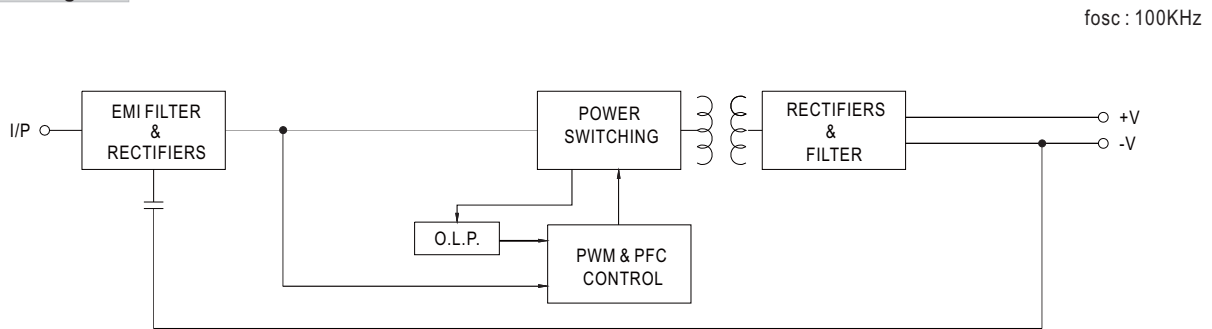 fosc : 100KHz
I/P
EMI FILTER
&
RECTIFIERS
POWER
SWITCHING
RECTIFIERS
&
FILTER
+V
-V
O.L.P.
PWM & PFC
CONTROL